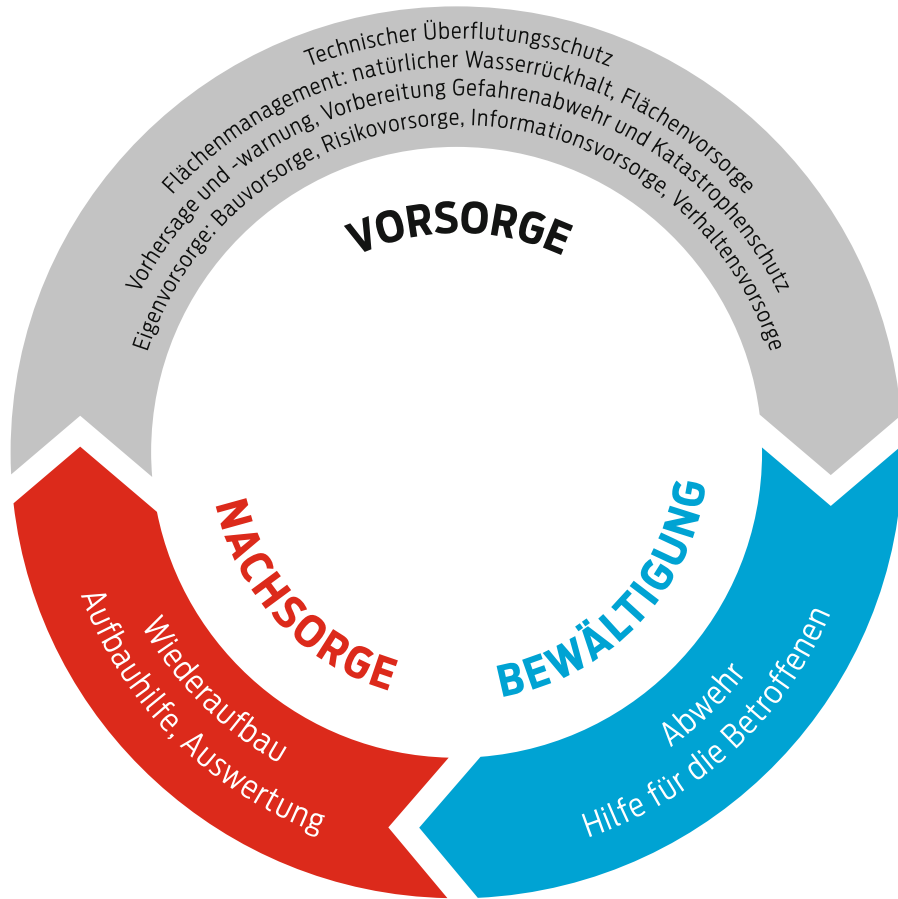 Technischer Überflutungsschutz
Flächenmanagement: natürlicher Wasserrückhalt, Flächenvorsorge
Vorhersage und -warnung, Vorbereitung Gefahrenabwehr und Katastrophenschutz
Eigenvorsorge: Bauvorsorge, Risikovorsorge, Informationsvorsorge, Verhaltensvorsorge
VORSORGE
BEWÄLTIGUNG
Abwehr
Hilfe für die Betroffenen
NACHSORGE
Wiederaufbau
Aufbauhilfe, Auswertung